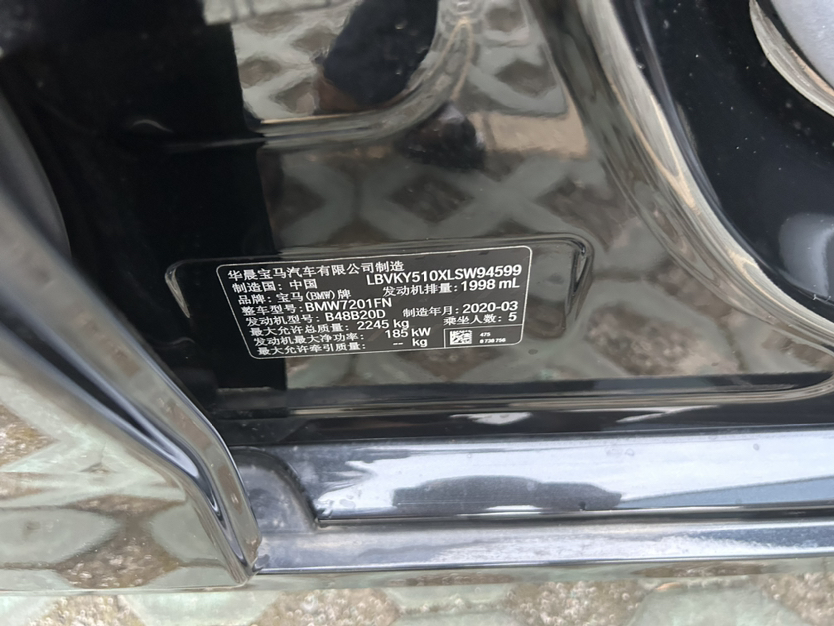 华晨宝马汽车有限公司制造
制造国: 中国 LBVKY510XLSW94599
品牌: 宝马(BMW)牌 发动机排量: 1998 mL
整车型号: BMW7201FN 制造年月: 2020-03
发动机型号: B48B20D 乘坐人数: 5
最大允许总质量: 2245 kg
发动机最大净功率: 185 kW
最大允许牵引质量: -- kg
475